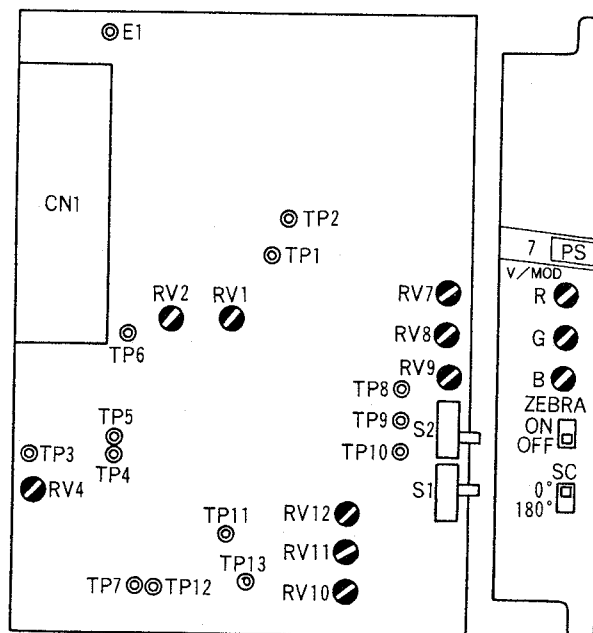 E1
CN1
TP2
TP1
7 PS
V/MOD
RV2
RV1
RV7
R
RV8
G
TP6
RV9
B
TP8
ZEBRA
TP9
S2
ON
OFF
TP5
TP3
TP4
TP10
RV4
S1
SC
0°
180°
TP11
RV12
RV11
TP13
TP7
TP12
RV10